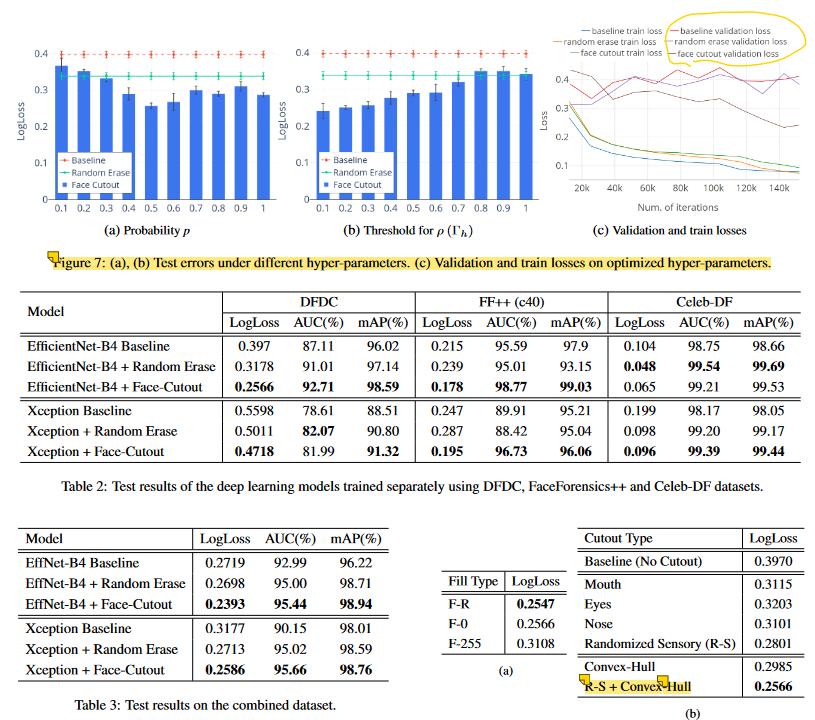 0.4
0.3
0.2
0.1
0
LogLoss
Baseline
Random Erase
Face Cutout
0.1 0.2 0.3 0.4 0.5 0.6 0.7 0.8 0.9 1
(a) Probability p
0.4
0.3
0.2
0.1
0
LogLoss
Baseline
Random Erase
Face Cutout
0.1 0.2 0.3 0.4 0.5 0.6 0.7 0.8 0.9 1
(b) Threshold for ρ (Γh)
baseline train loss baseline validation loss
random erase train loss random erase validation loss
face cutout train loss face cutout validation loss
0.4
0.3
0.2
0.1
Loss
20k 40k 60k 80k 100k 120k 140k
Num. of iterations
(c) Validation and train losses
Figure 7: (a), (b) Test errors under different hyper-parameters. (c) Validation and train losses on optimized hyper-parameters.
Model DFDC FF++ (c40) Celeb-DF
LogLoss AUC(%) mAP(%) LogLoss AUC(%) mAP(%) LogLoss AUC(%) mAP(%)
EfficientNet-B4 Baseline 0.397 87.11 96.02 0.215 95.59 97.9 0.104 98.75 98.66
EfficientNet-B4 + Random Erase 0.3178 91.01 97.14 0.239 95.01 93.15 0.048 99.54 99.69
EfficientNet-B4 + Face-Cutout 0.2566 92.71 98.59 0.178 98.77 99.03 0.065 99.21 99.53
Xception Baseline 0.5598 78.61 88.51 0.247 89.91 95.21 0.199 98.17 98.05
Xception + Random Erase 0.5011 82.07 90.80 0.287 88.42 95.04 0.098 99.20 99.17
Xception + Face-Cutout 0.4718 81.99 91.32 0.195 96.73 96.06 0.096 99.39 99.44
Table 2: Test results of the deep learning models trained separately using DFDC, FaceForensics++ and Celeb-DF datasets.
Model LogLoss AUC(%) mAP(%)
EffNet-B4 Baseline 0.2719 92.99 96.22
EffNet-B4 + Random Erase 0.2698 95.00 98.71
EffNet-B4 + Face-Cutout 0.2393 95.44 98.94
Xception Baseline 0.3177 90.15 98.01
Xception + Random Erase 0.2713 95.02 98.59
Xception + Face-Cutout 0.2586 95.66 98.76
Table 3: Test results on the combined dataset.
Fill Type LogLoss
F-R 0.2547
F-0 0.2566
F-255 0.3108
(a)
Cutout Type LogLoss
Baseline (No Cutout) 0.3970
Mouth 0.3115
Eyes 0.3203
Nose 0.3101
Randomized Sensory (R-S) 0.2801
Convex-Hull 0.2985
R-S + Convex-Hull 0.2566
(b)